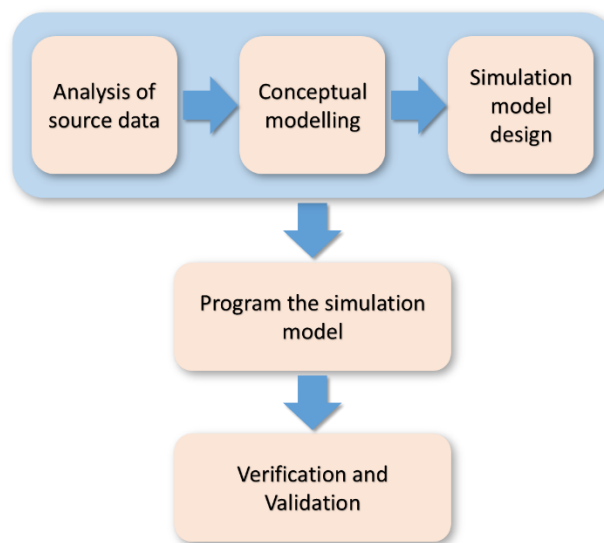 Analysis of
source data
Conceptual
modelling
Simulation
model
design
Program the simulation
model
Verification and
Validation